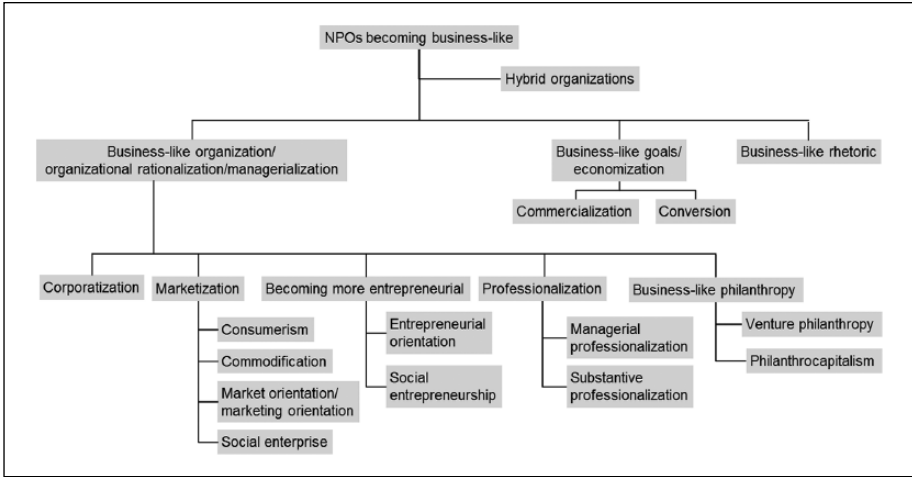 NPOs becoming business-like
Hybrid organizations
Business-like organization/
organizational rationalization/managerialization
Business-like goals/
economization
Business-like rhetoric
Commercialization
Conversion
Corporatization
Marketization
Becoming more entrepreneurial
Professionalization
Business-like philanthropy
Consumerism
Commodification
Market orientation/
marketing orientation
Social enterprise
Entrepreneurial
orientation
Social
entrepreneurship
Managerial
professionalization
Substantive
professionalization
Venture philanthropy
Philanthrocapitalism